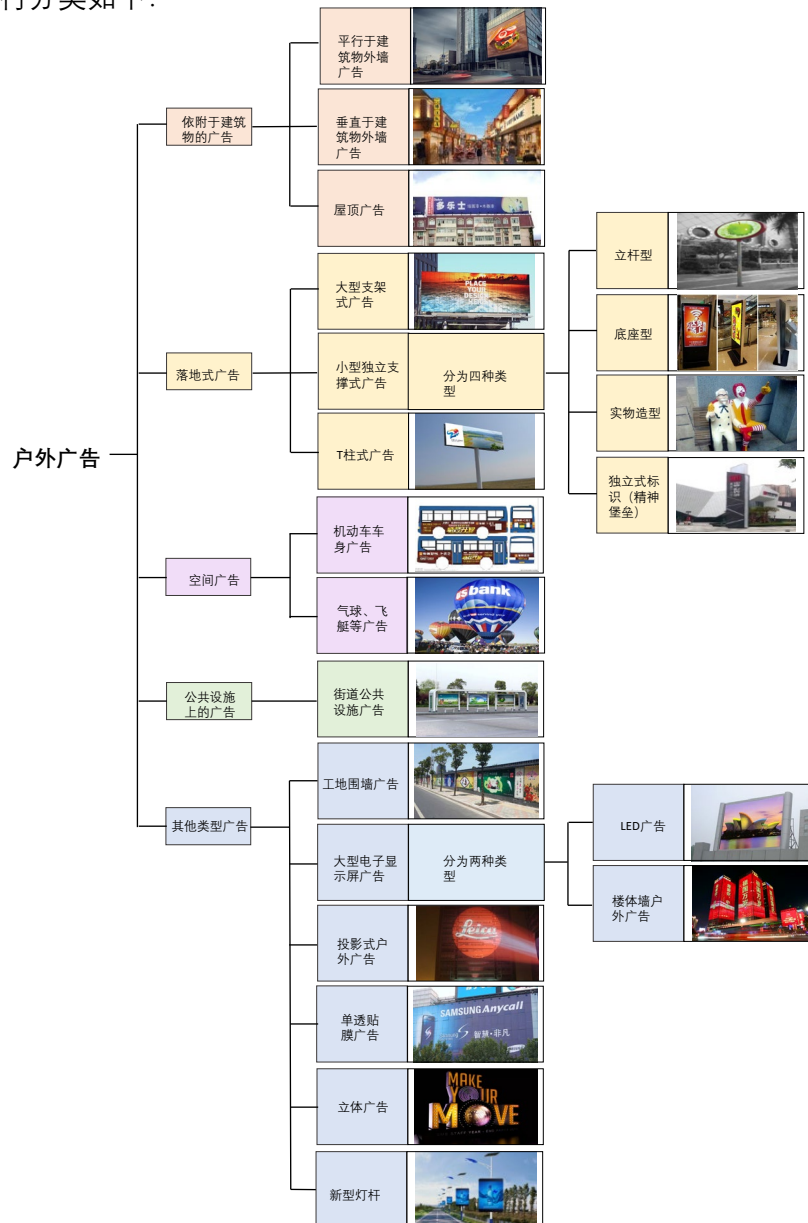 行分类如下:
平行于建
筑物外墙
广告
依附于建筑
物的广告
垂直于建
筑物外墙
广告
屋顶广告
多乐士
立杆型
大型支架
式广告
PLACE
YOUR
DESIGN
底座型
落地式广告
小型独立支
撑式广告
分为四种类
型
实物造型
T柱式广告
户外广告
独立式标
识（精神
堡垒）
机动车车
身广告
空间广告
气球、飞
艇等广告
usbank
公共设施
上的广告
街道公共
设施广告
工地围墙广告
其他类型广告
LED广告
大型电子显
示屏广告
分为两种类
型
楼体墙户
外广告
投影式户
外广告
Leica
单透贴
膜广告
SAMSUNG Anycall
智慧·非凡
立体广告
MAKE
YOUR
MOVE
新型灯杆